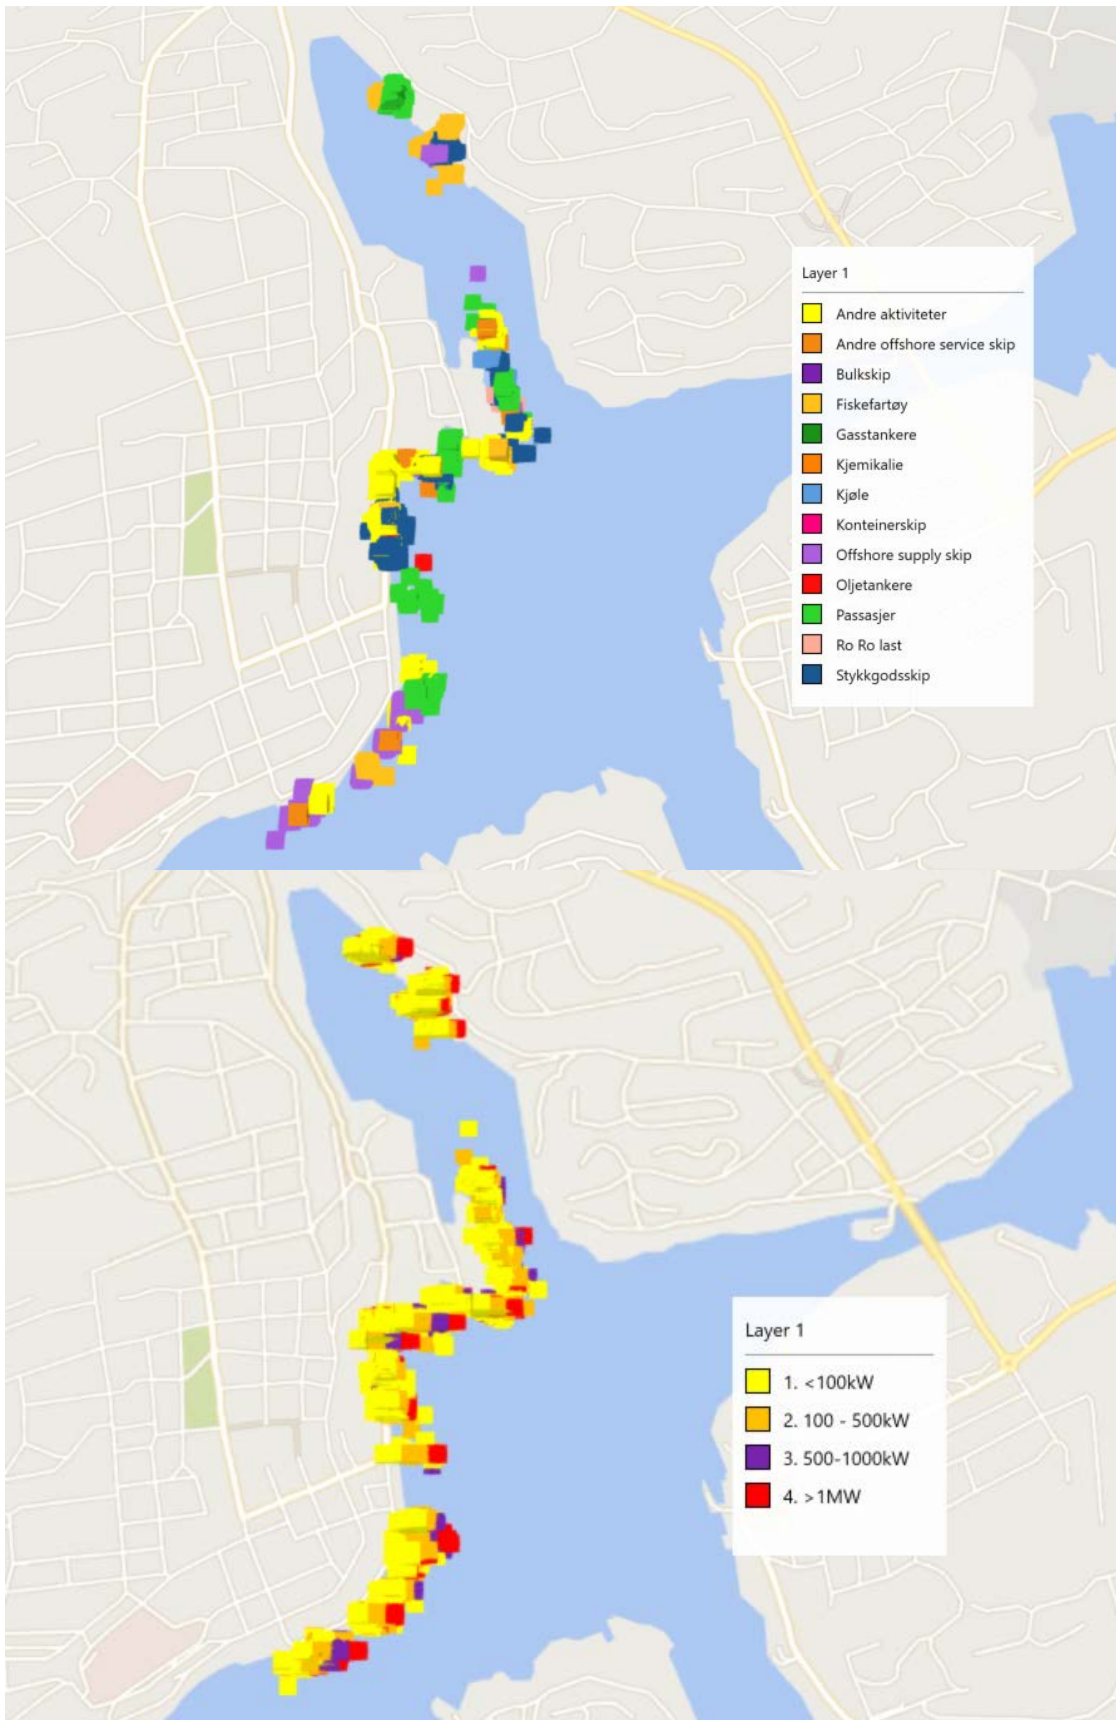 Layer 1
Andre aktiviteter
Andre offshore service skip
Bulkskip
Fiskefartøy
Gasstankere
Kjemikalie
Kjøle
Konteinerskip
Offshore supply skip
Oljetankere
Passasjer
Ro Ro last
Stykkgodsskip
Layer 1
1. <100kW
2. 100 - 500kW
3. 500-1000kW
4. >1MW